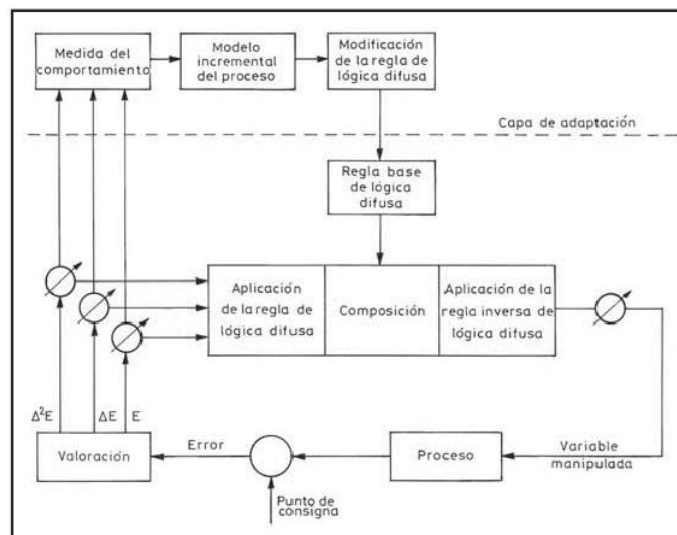 Medida del
comportamiento
Modelo
incremental
del proceso
Modificación
de la regla de
lógica difusa
Capa de adaptación
Regla base
de lógica
difusa
Aplicación
de la regla de
lógica difusa
Composición
Aplicación de la
regla inversa de
lógica difusa
Δ²E
ΔE
E
Valoración
Error
Proceso
Variable
manipulada
Punto de
consigna